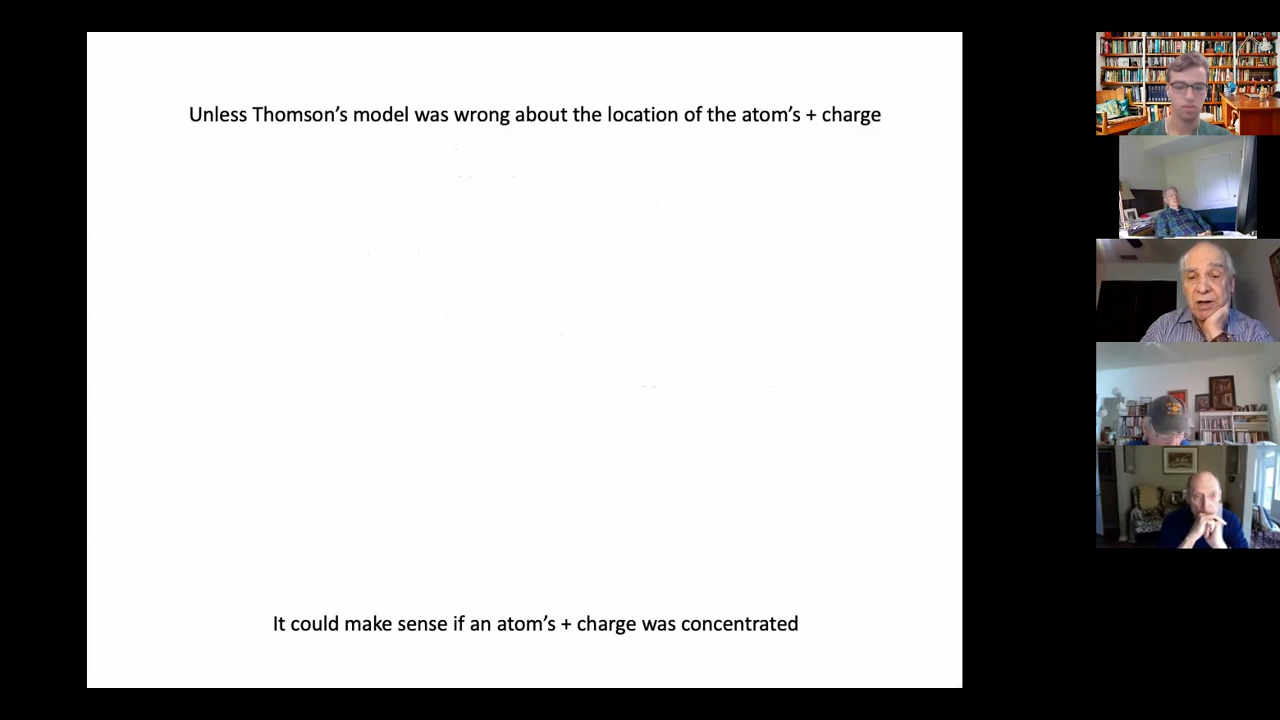 Unless Thomson’s model was wrong about the location of the atom’s + charge
It could make sense if an atom’s + charge was concentrated